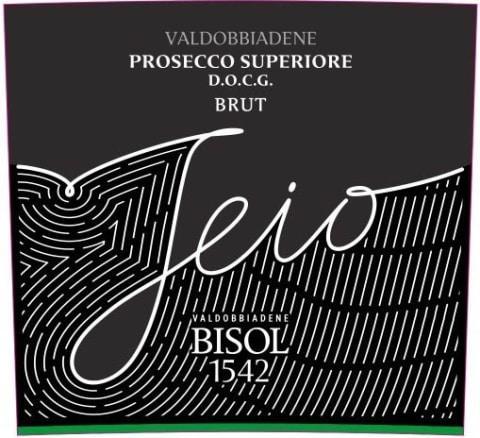 VALDOBBIADENE
PROSECCO SUPERIORE
D.O.C.G.
BRUT
Jeio
VALDOBBIADENE
BISOL
1542